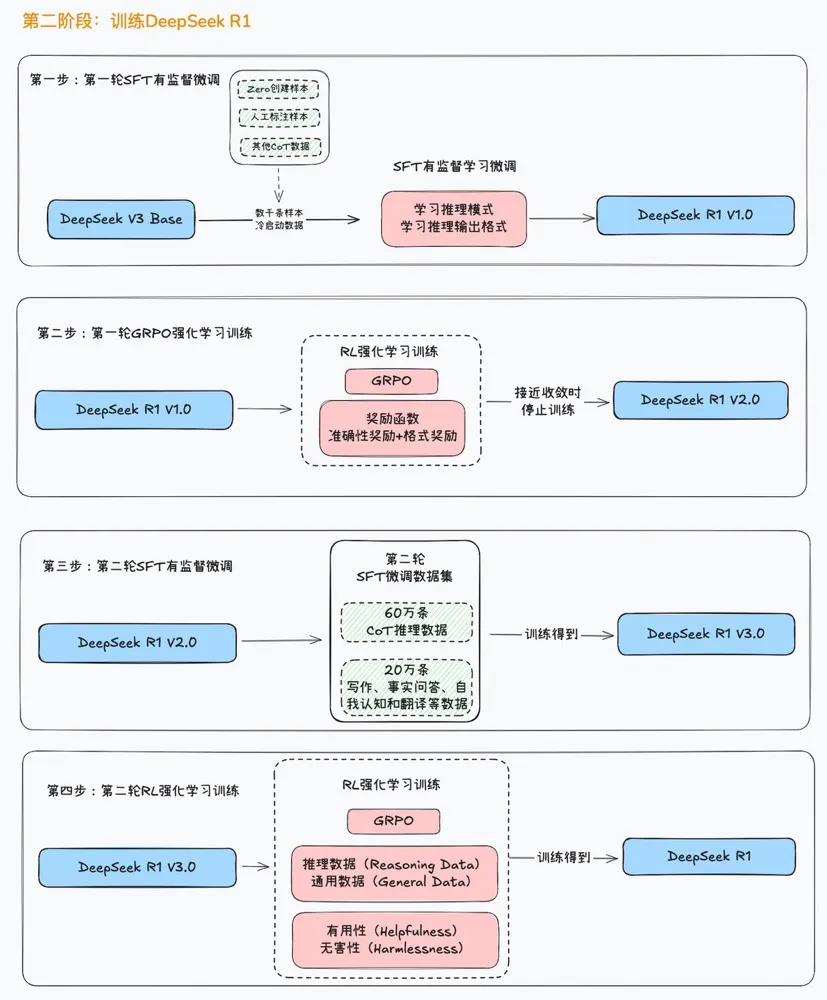 第二阶段：训练DeepSeek R1
第一步：第一轮SFT有监督微调
Zero创建样本
人工标注样本
其他CoT数据
SFT有监督学习微调
DeepSeek V3 Base
数千条样本
冷启动数据
学习推理模式
学习推理输出格式
DeepSeek R1 V1.0
第二步：第一轮GRPO强化学习训练
RL强化学习训练
GRPO
DeepSeek R1 V1.0
奖励函数
准确性奖励+格式奖励
接近收敛时
停止训练
DeepSeek R1 V2.0
第三步：第二轮SFT有监督微调
第二轮
SFT微调数据集
60万条
CoT推理数据
DeepSeek R1 V2.0
训练得到
DeepSeek R1 V3.0
20万条
写作、事实问答、自
我认知和翻译等数据
第四步：第二轮RL强化学习训练
RL强化学习训练
GRPO
DeepSeek R1 V3.0
推理数据（Reasoning Data）
通用数据（General Data）
训练得到
DeepSeek R1
有用性（Helpfulness）
无害性（Harmlessness）